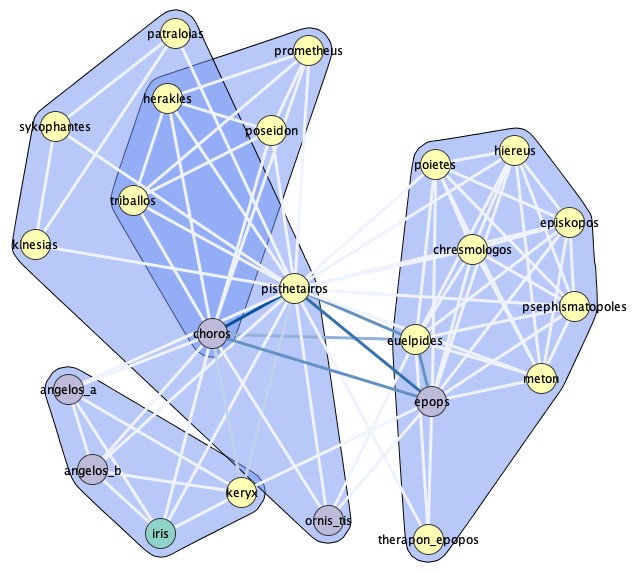 patraloias
prometheus
herakles
sykophantes
poseidon
hiereus
poietes
triballos
episkopos
kinesias
chresmologos
pisthetairos
psephismatopoles
choros
euelpides
meton
angelos_a
epops
angelos_b
keryx
ornis_tis
iris
therapon_epopos